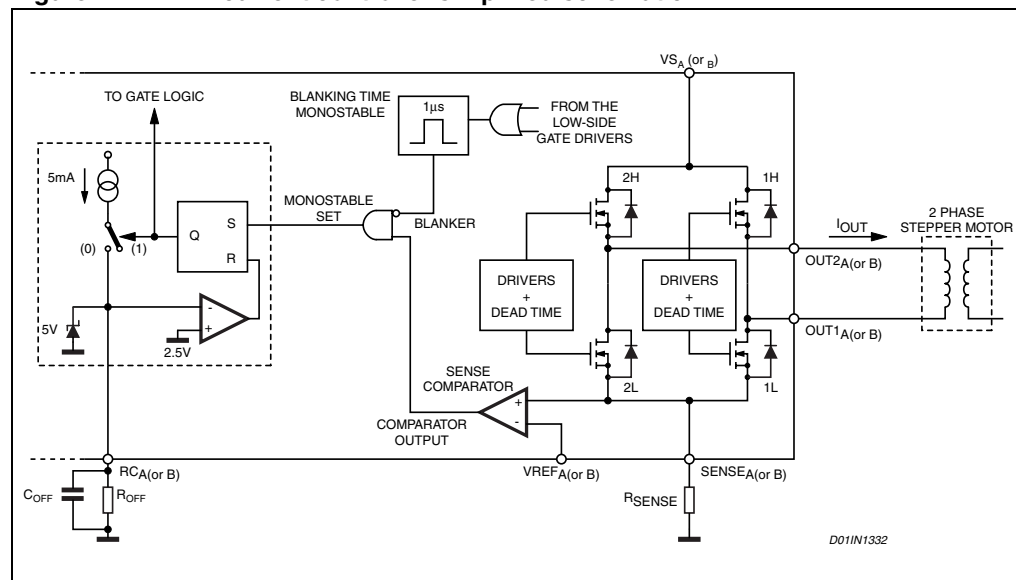 VSA (or B)
TO GATE LOGIC
BLANKING TIME
MONOSTABLE
1μs
FROM THE
LOW-SIDE
GATE DRIVERS
5mA
(0)
(1)
Q
S
R
MONOSTABLE
SET
BLANKER
2H
1H
IOUT
2 PHASE
STEPPER MOTOR
DRIVERS
+
DEAD TIME
DRIVERS
+
DEAD TIME
OUT2A(or B)
OUT1A(or B)
5V
-
+
2.5V
2L
1L
SENSE
COMPARATOR
+
-
COMPARATOR
OUTPUT
RCA(or B)
VREFA(or B)
SENSEA(or B)
COFF
ROFF
RSENSE
D01IN1332